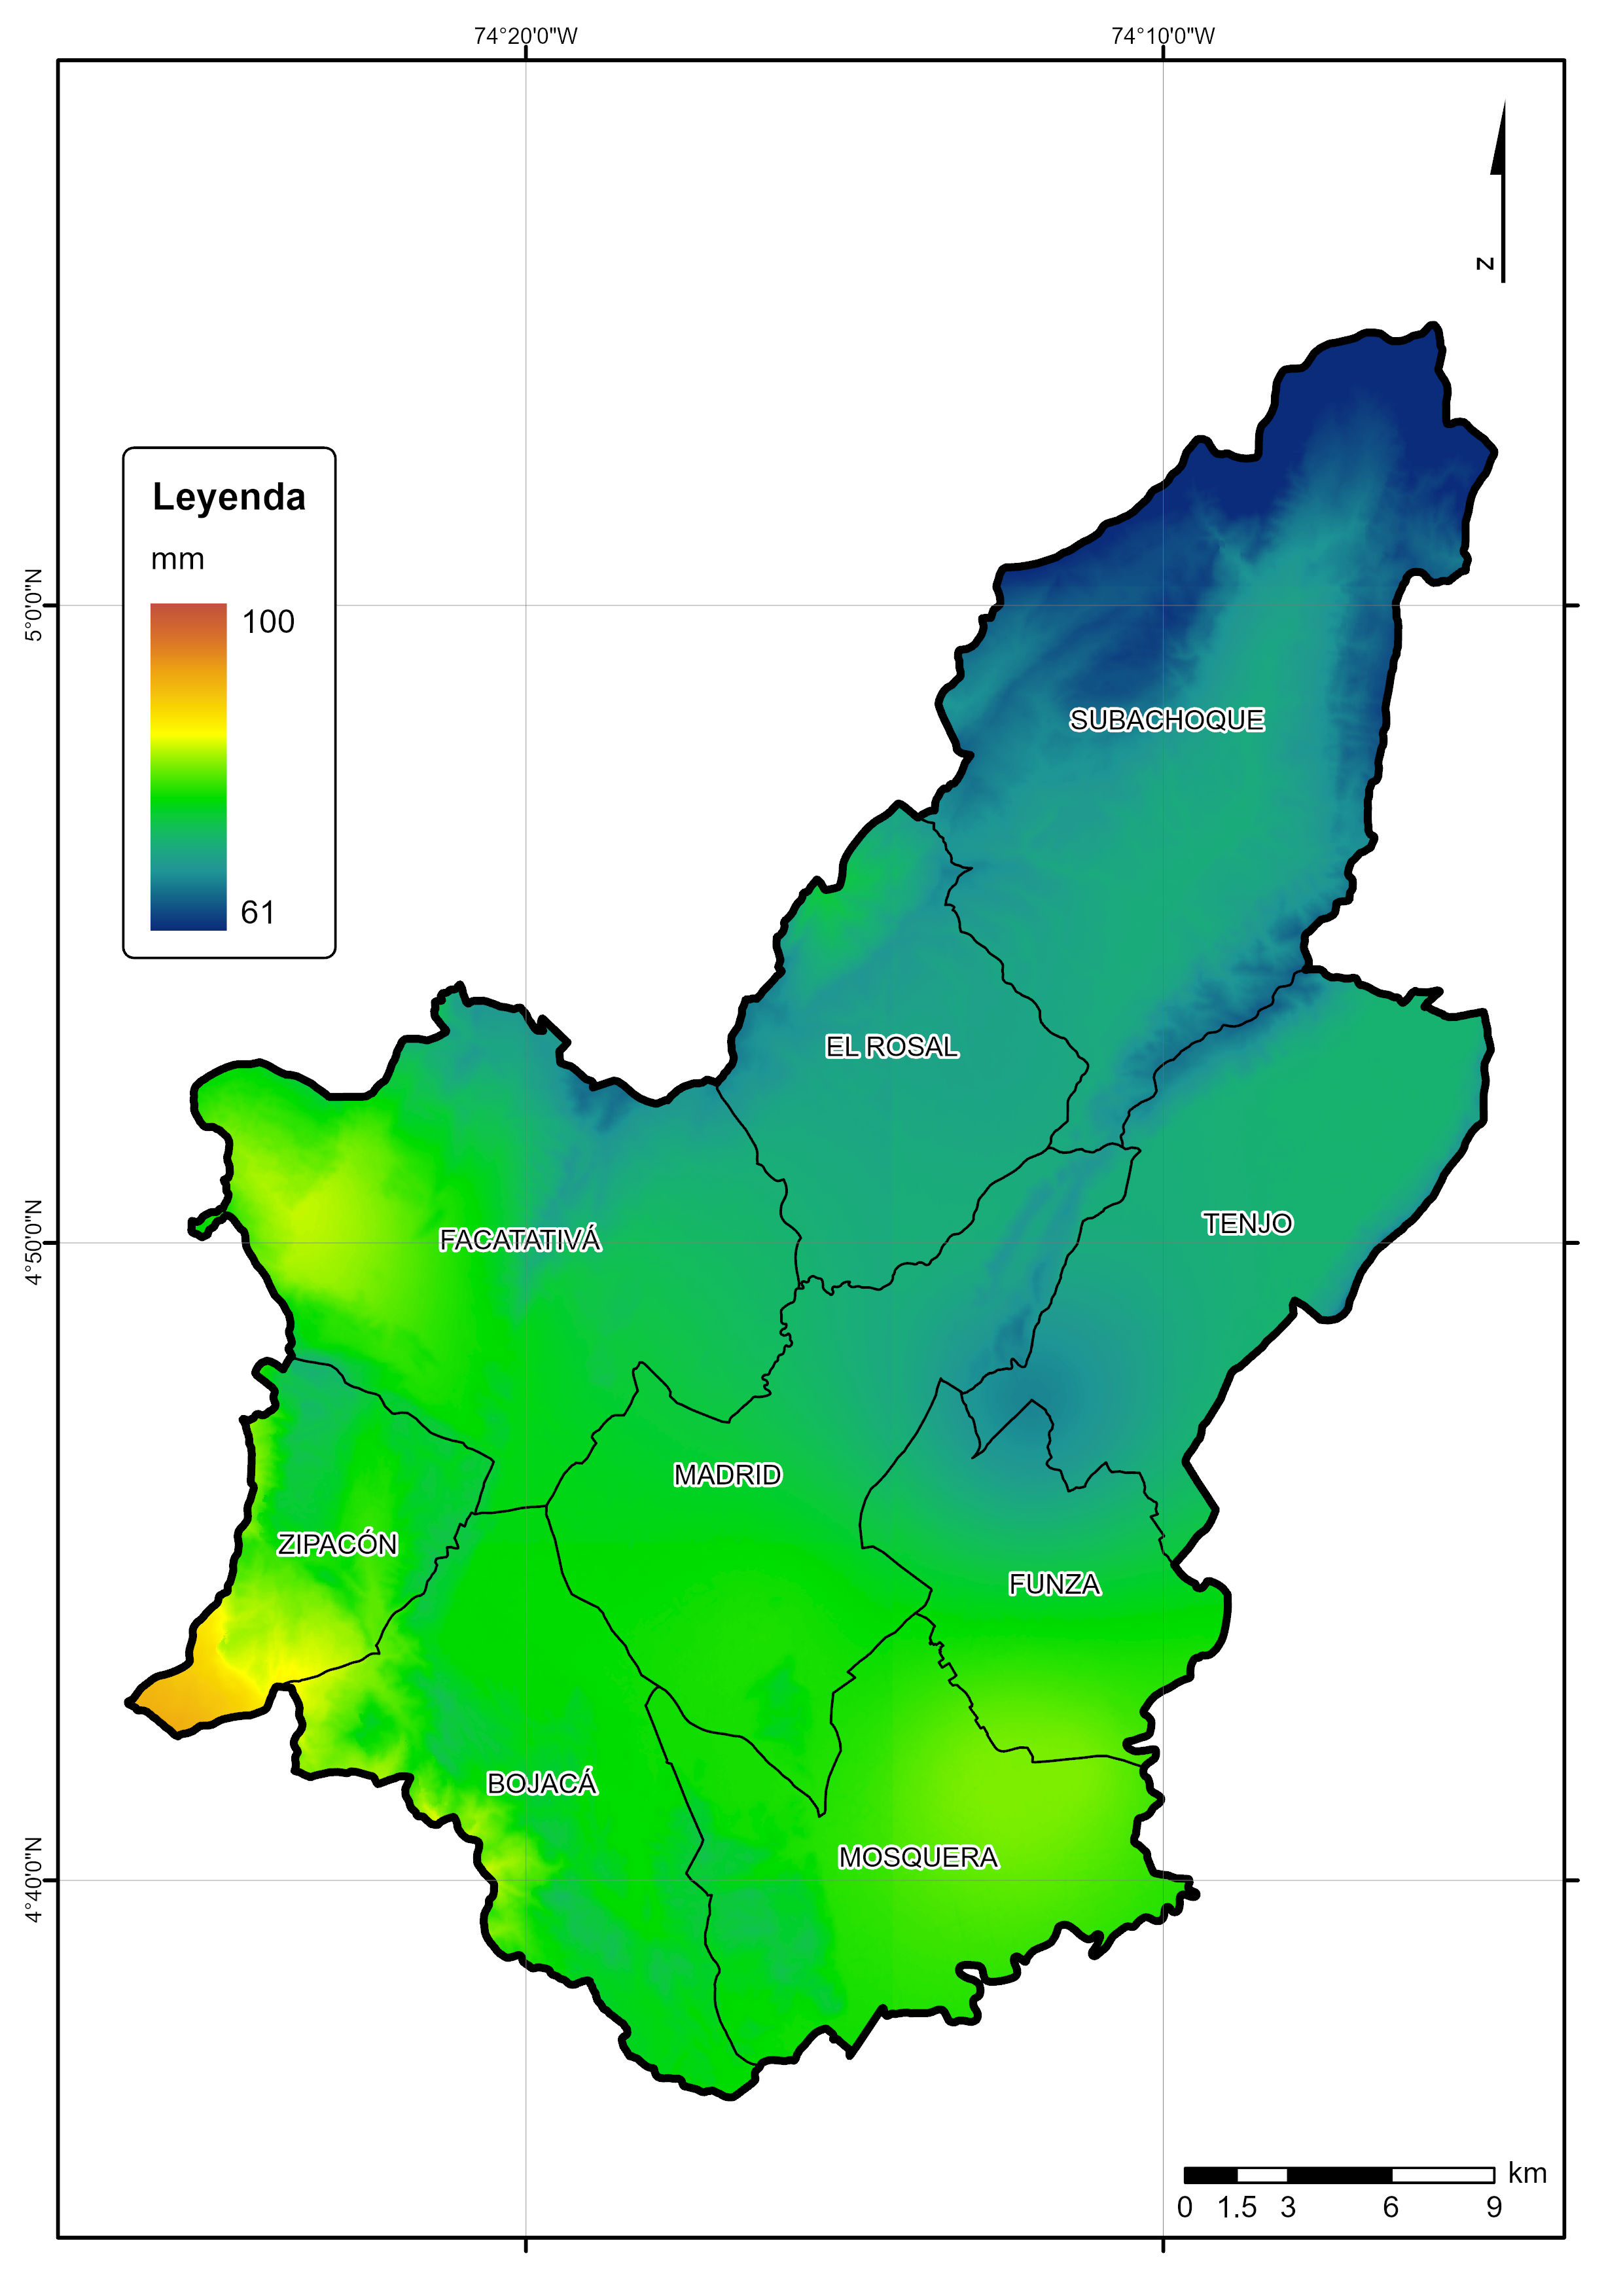 74°20'0"W
74°10'0"W
z
Leyenda
mm
100
61
5°0'0"N
SUBACHOQUE
EL ROSAL
4°50'0"N
FACATATIVÁ
TENJO
MADRID
ZIPACÓN
FUNZA
BOJACÁ
MOSQUERA
4°40'0"N
km
0 1.5 3 6 9